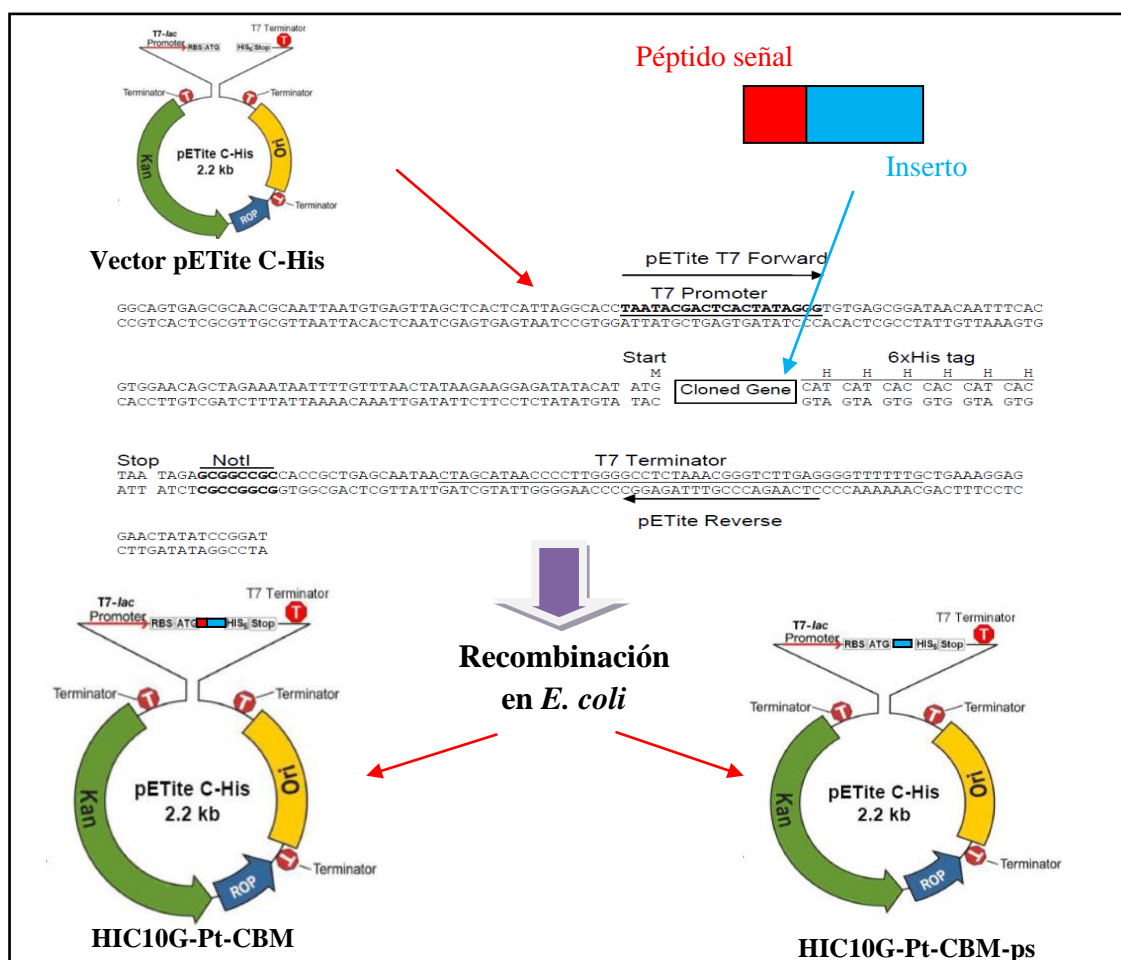 T7-lac
Promoter
RBS ATG
HIS6 Stop
T7 Terminator
T
Terminator
T
T
Terminator
Kan
Ori
pETite C-His
2.2 kb
ROP
T
Terminator
Vector pETite C-His
Péptido señal
Inserto
pETite T7 Forward
T7 Promoter
GGCAGTGAGCGCAACGCAATTAATGTGAGTTAGCTCACTCATTAGGCACCTAATACGACTCACTATAGGGTGTGAGCGGATAACAATTTCAC
CCGTCACTCGCGTTGCGTTAATTACACTCAATCGAGTGAGTAATCCGTGGATTATGCTGAGTGATATCCCACACTCGCCTATTGTTAAAGTG
Start
6xHis tag
M H H H H H H
GTGGAACAGCTAGAAATAATTTTGTTTAACTATAAGAAGGAGATATACAT ATG Cloned Gene CAT CAT CAC CAC CAT CAC
CACCTTGTCGATCTTTATTAAAACAAATTGATATTCTTCCTCTATATGTA TAC GTA GTA GTG GTG GTA GTG
Stop NotI T7 Terminator
TAA TAGAGCGGCCGCCACCGCTGAGCAATAACTAGCATAACCCCTTGGGGCCTCTAAACGGGTCTTGAGGGGTTTTTTGCTGAAAGGAG
ATT ATCTCGCCGGCGGTGGCGACTCGTTATTGATCGTATTGGGGAACCCCGGAGATTTGCCCAGAACTCCCCAAAAAACGACTTTCCTC
pETite Reverse
GAACTATATCCGGAT
CTTGATATAGGCCTA
Recombinación
en E. coli
T7-lac
Promoter
RBS ATG
HIS6 Stop
T7 Terminator
T
Terminator
T
T
Terminator
Kan
Ori
pETite C-His
2.2 kb
ROP
T
Terminator
HIC10G-Pt-CBM
T7-lac
Promoter
RBS ATG
HIS6 Stop
T7 Terminator
T
Terminator
T
T
Terminator
Kan
Ori
pETite C-His
2.2 kb
ROP
T
Terminator
HIC10G-Pt-CBM-ps